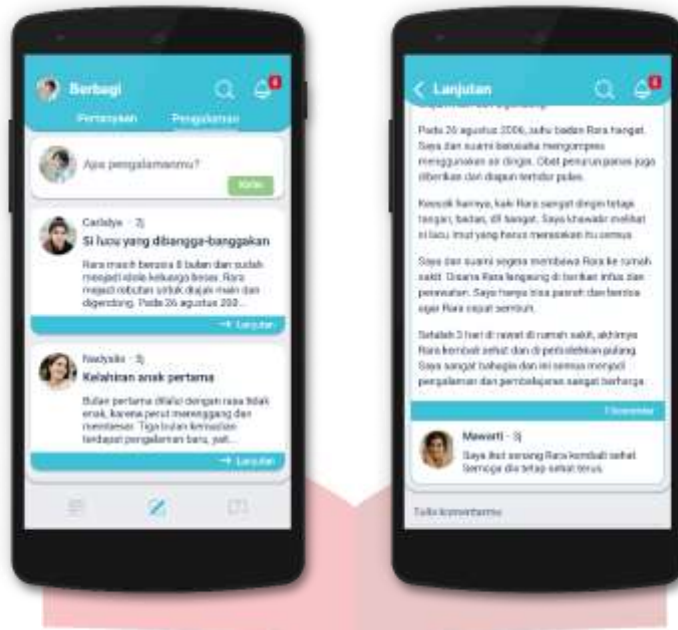 Berbagi
4
Pertanyaan Pengalaman
Apa pengalamanmu?
Kirim
Carlalya - 2j
Si lucu yang dibangga-banggakan
Rara masih berusia 8 bulan dan sudah
menjadi idola keluarga besar. Rara
majadi rebutan untuk diajak main dan
digendong. Pada 26 agustus 200...
Lanjutan
Nadyalis - 3j
Kelahiran anak pertama
Bulan pertama dilalui dengan rasa tidak
enak, karena perut merenggang dan
membesar. Tiga bulan kemudian
terdapat pengalaman baru, yait...
Lanjutan
Lanjutan
4
Pada 26 agustus 2006, suhu badan Rara hangat.
Saya dan suami berusaha mengompres
menggunakan air dingin. Obat penurun panas juga
diberikan dan diapun tertidur pulas.
Keesok harinya, kaki Rara sangat dingin tetapi
tangan, badan, dll hangat. Saya khawatir melihat
si lucu imut yang harus merasakan itu semua.
Saya dan suami segera membawa Rara ke rumah
sakit. Disana Rara langsung di berikan infus dan
perawatan. Saya hanya bisa pasrah dan berdoa
agar Rara cepat sembuh.
Setelah 3 hari di rawat di rumah sakit, akhirnya
Rara kembali sehat dan di perbolehkan pulang.
Saya sangat bahagia dan ini semua menjadi
pengalaman dan pembelajaran sangat berharga.
1 Komentar
Mawarti - 3j
Saya ikut senang Rara kembali sehat
Semoga dia tetap sehat terus.
Tulis komentarmu